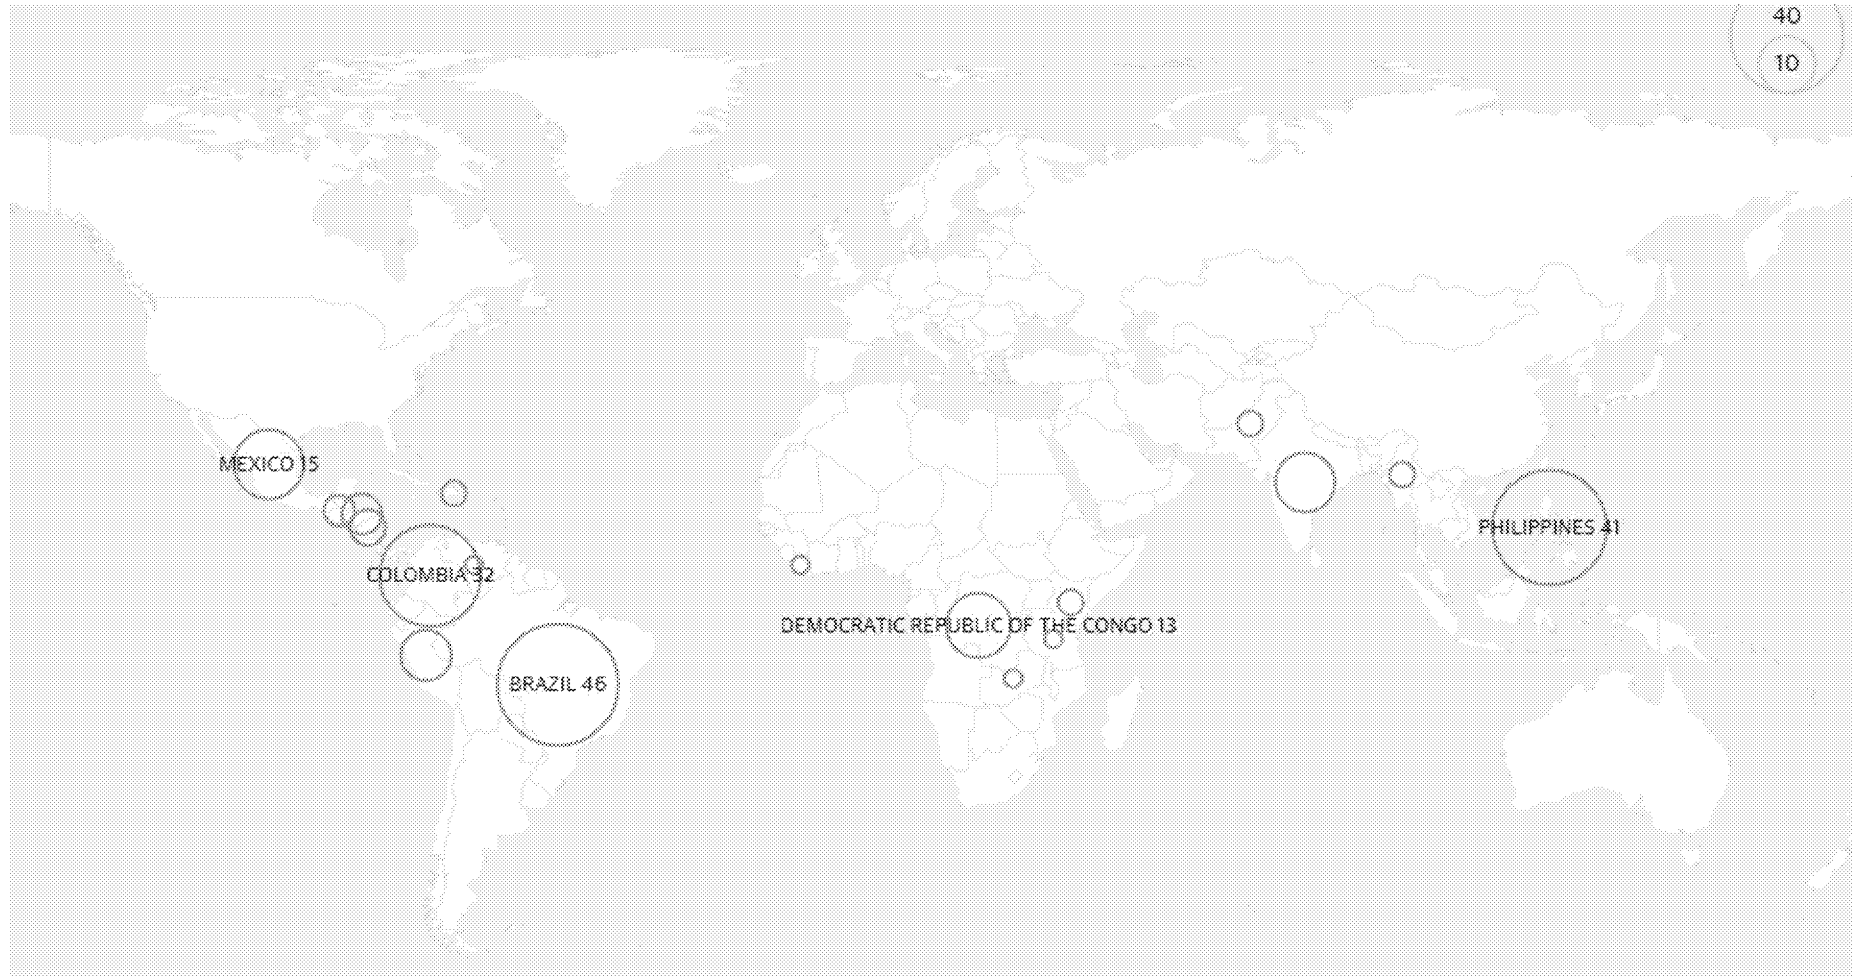 40
10
MEXICO 15
PHILIPPINES 41
COLOMBIA 32
DEMOCRATIC REPUBLIC OF THE CONGO 13
BRAZIL 46